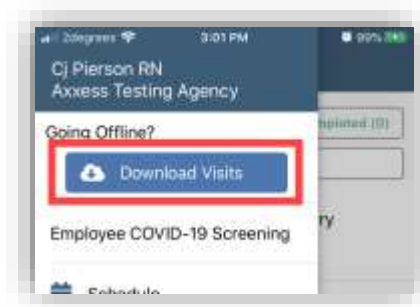 2degrees 3:01 PM 99%
Cj Pierson RN
Axxess Testing Agency
Going Offline?
Download Visits
Employee COVID-19 Screening
Schedule